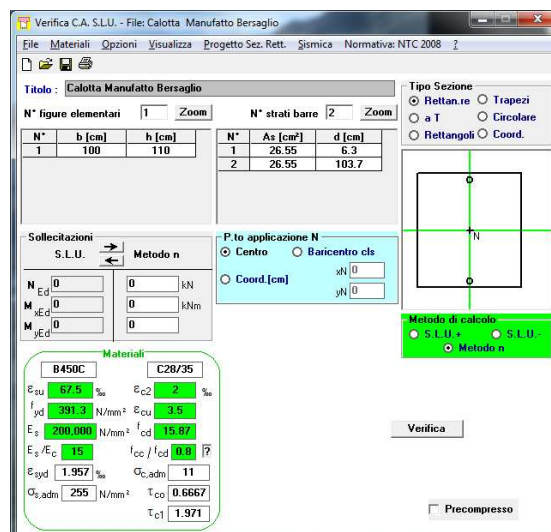 Verifica C.A. S.L.U. - File: Calotta Manufatto Bersaglio
File Materiali Opzioni Visualizza Progetto Sez. Rett. Sismica Normativa: NTC 2008 ?
Titolo : Calotta Manufatto Bersaglio
N° figure elementari 1 Zoom N° strati barre 2 Zoom
Tipo Sezione
Rettan.re Trapezi
a T Circolare
Rettangoli Coord.
N° b [cm] h [cm]
1 100 110
N° As [cm²] d [cm]
1 26.55 6.3
2 26.55 103.7
N
Sollecitazioni
S.L.U. Metodo n
N Ed 0 0 kN
M xEd 0 0 kNm
M yEd 0 0
P.to applicazione N
Centro Baricentro cls
Coord.[cm] xN 0
yN 0
Metodo di calcolo
S.L.U.+ S.L.U.-
Metodo n
Materiali
B450C C28/35
εsu 67.5 ‰ εc2 2 ‰
fyd 391.3 N/mm² εcu 3.5
Es 200,000 N/mm² fcd 15.87
Es/Ec 15 fcc / fcd 0.8 ?
εsyd 1.957 ‰ σc,adm 11
σs,adm 255 N/mm² τco 0.6667
τc1 1.971
Verifica
Precompresso